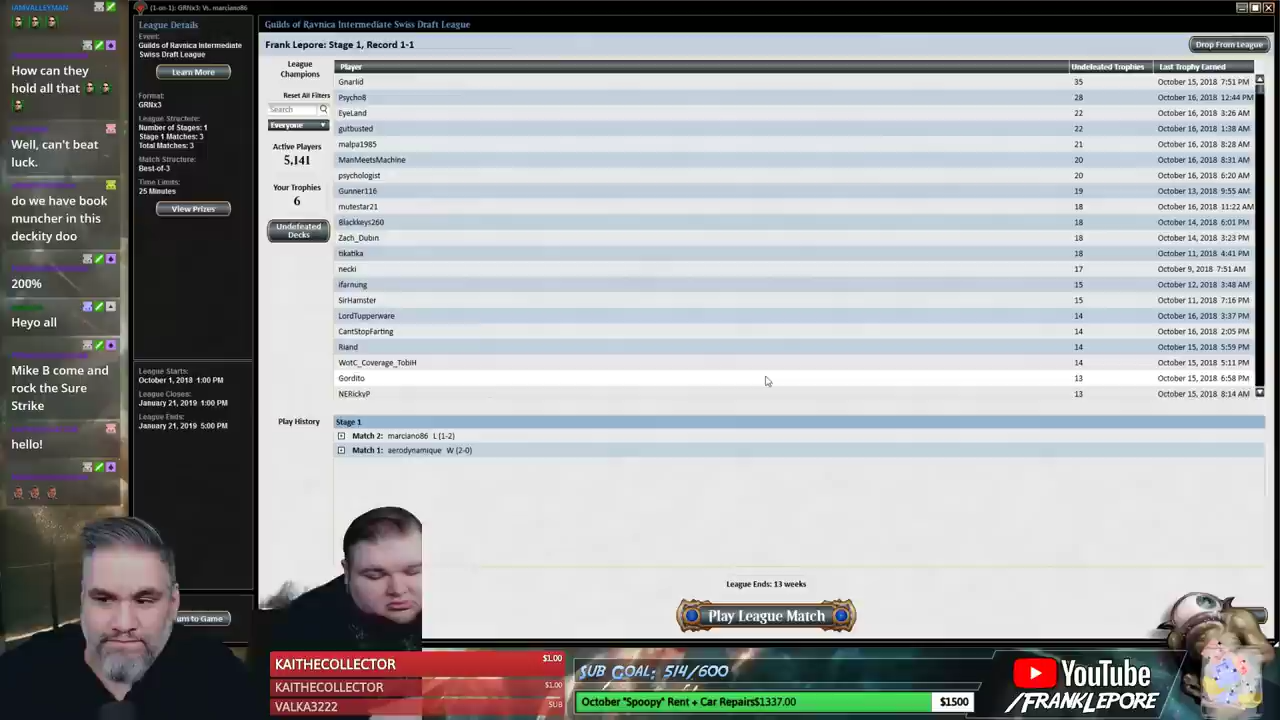 IAMVALLEYMAN
How can they
hold all that
Well, can't beat
luck.
do we have book
muncher in this
deckity doo
200%
Heyo all
Mike B come and
rock the Sure
Strike
hello!
(1-on-1): GRNx3: Vs. marciano86
League Details
Event:
Guilds of Ravnica Intermediate
Swiss Draft League
Learn More
Format:
GRNx3
League Structure:
Number of Stages: 1
Stage 1 Matches: 3
Total Matches: 3
Match Structure:
Best-of-3
Time Limits:
25 Minutes
View Prizes
League Starts:
October 1, 2018 1:00 PM
League Closes:
January 21, 2019 1:00 PM
League Ends:
January 21, 2019 5:00 PM
to Game
Guilds of Ravnica Intermediate Swiss Draft League
Frank Lepore: Stage 1, Record 1-1
Drop From League
League
Champions
Reset All Filters
Search
Everyone
Active Players
5,141
Your Trophies
6
Undefeated
Decks
Player Undefeated Trophies Last Trophy Earned
Gnarlid 35 October 15, 2018 7:51 PM
Psycho8 28 October 16, 2018 12:44 PM
EyeLand 22 October 16, 2018 3:26 AM
gutbusted 22 October 16, 2018 1:38 AM
malpa1985 21 October 16, 2018 8:28 AM
ManMeetsMachine 20 October 16, 2018 8:31 AM
psychologist 20 October 16, 2018 6:20 AM
Gunner116 19 October 13, 2018 9:55 AM
mutestar21 18 October 16, 2018 11:22 AM
Blackkeys260 18 October 14, 2018 6:01 PM
Zach_Dubin 18 October 14, 2018 3:23 PM
tikatika 18 October 11, 2018 4:41 PM
necki 17 October 9, 2018 7:51 AM
ifarnung 15 October 12, 2018 3:48 AM
SirHamster 15 October 11, 2018 7:16 PM
LordTupperware 14 October 16, 2018 3:37 PM
CantStopFarting 14 October 16, 2018 2:05 PM
Riand 14 October 15, 2018 5:59 PM
WotC_Coverage_TobiH 14 October 15, 2018 5:11 PM
Gordito 13 October 15, 2018 6:58 PM
NERickyP 13 October 15, 2018 8:14 AM
Play History
Stage 1
Match 2: marciano86 L (1-2)
Match 1: aerodynamique W (2-0)
League Ends: 13 weeks
Play League Match
KAITHECOLLECTOR $1.00
KAITHECOLLECTOR $1.00
VALKA3222 SUB
SUB GOAL: 514/600
October "Spoopy" Rent + Car Repairs $1337.00 $1500
YouTube
/FRANKLEPORE